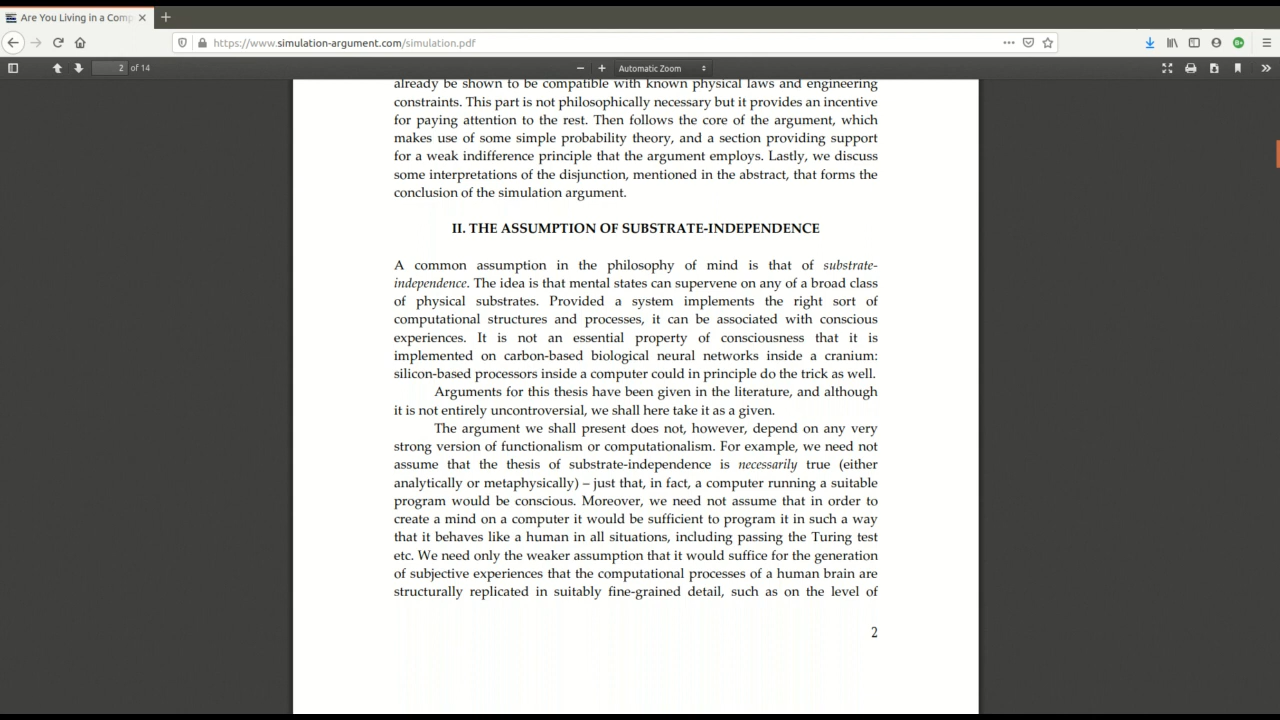 Are You Living in a Comp
https://www.simulation-argument.com/simulation.pdf
2 of 14
Automatic Zoom
already be shown to be compatible with known physical laws and engineering
constraints. This part is not philosophically necessary but it provides an incentive
for paying attention to the rest. Then follows the core of the argument, which
makes use of some simple probability theory, and a section providing support
for a weak indifference principle that the argument employs. Lastly, we discuss
some interpretations of the disjunction, mentioned in the abstract, that forms the
conclusion of the simulation argument.
II. THE ASSUMPTION OF SUBSTRATE-INDEPENDENCE
A common assumption in the philosophy of mind is that of substrate-
independence. The idea is that mental states can supervene on any of a broad class
of physical substrates. Provided a system implements the right sort of
computational structures and processes, it can be associated with conscious
experiences. It is not an essential property of consciousness that it is
implemented on carbon-based biological neural networks inside a cranium:
silicon-based processors inside a computer could in principle do the trick as well.
Arguments for this thesis have been given in the literature, and although
it is not entirely uncontroversial, we shall here take it as a given.
The argument we shall present does not, however, depend on any very
strong version of functionalism or computationalism. For example, we need not
assume that the thesis of substrate-independence is necessarily true (either
analytically or metaphysically) – just that, in fact, a computer running a suitable
program would be conscious. Moreover, we need not assume that in order to
create a mind on a computer it would be sufficient to program it in such a way
that it behaves like a human in all situations, including passing the Turing test
etc. We need only the weaker assumption that it would suffice for the generation
of subjective experiences that the computational processes of a human brain are
structurally replicated in suitably fine-grained detail, such as on the level of
2